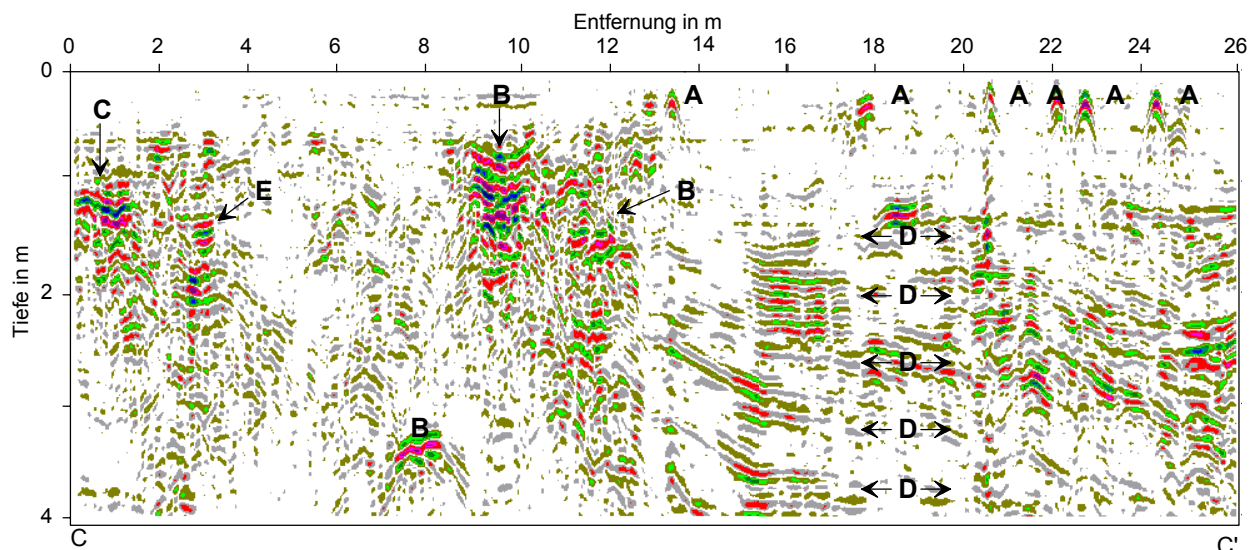 Entfernung in m
0 2 4 6 8 10 12 14 16 18 20 22 24 26
0
C B A A A A A A
E B
D
2 D
Tiefe in m
D
B D
D
4
C C'